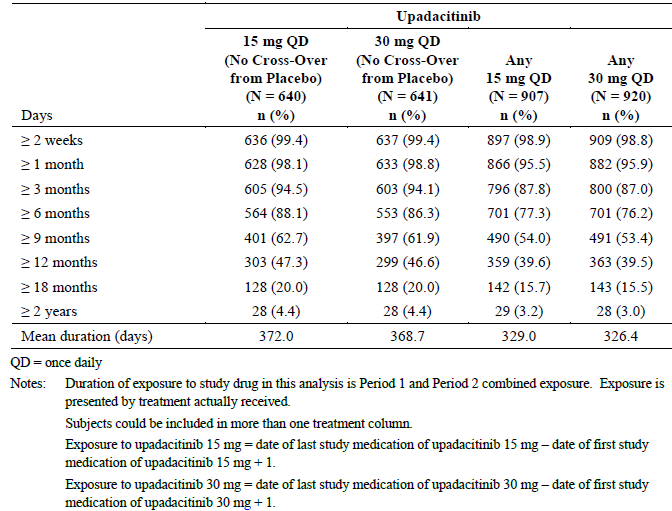 Upadacitinib
15 mg QD 30 mg QD
(No Cross-Over (No Cross-Over Any Any
from Placebo) from Placebo) 15 mg QD 30 mg QD
(N = 640) (N = 641) (N = 907) (N = 920)
Days n (%) n (%) n (%) n (%)
≥ 2 weeks 636 (99.4) 637 (99.4) 897 (98.9) 909 (98.8)
≥ 1 month 628 (98.1) 633 (98.8) 866 (95.5) 882 (95.9)
≥ 3 months 605 (94.5) 603 (94.1) 796 (87.8) 800 (87.0)
≥ 6 months 564 (88.1) 553 (86.3) 701 (77.3) 701 (76.2)
≥ 9 months 401 (62.7) 397 (61.9) 490 (54.0) 491 (53.4)
≥ 12 months 303 (47.3) 299 (46.6) 359 (39.6) 363 (39.5)
≥ 18 months 128 (20.0) 128 (20.0) 142 (15.7) 143 (15.5)
≥ 2 years 28 (4.4) 28 (4.4) 29 (3.2) 28 (3.0)
Mean duration (days) 372.0 368.7 329.0 326.4
QD = once daily
Notes: Duration of exposure to study drug in this analysis is Period 1 and Period 2 combined exposure. Exposure is
presented by treatment actually received.
Subjects could be included in more than one treatment column.
Exposure to upadacitinib 15 mg = date of last study medication of upadacitinib 15 mg – date of first study
medication of upadacitinib 15 mg + 1.
Exposure to upadacitinib 30 mg = date of last study medication of upadacitinib 30 mg – date of first study
medication of upadacitinib 30 mg + 1.